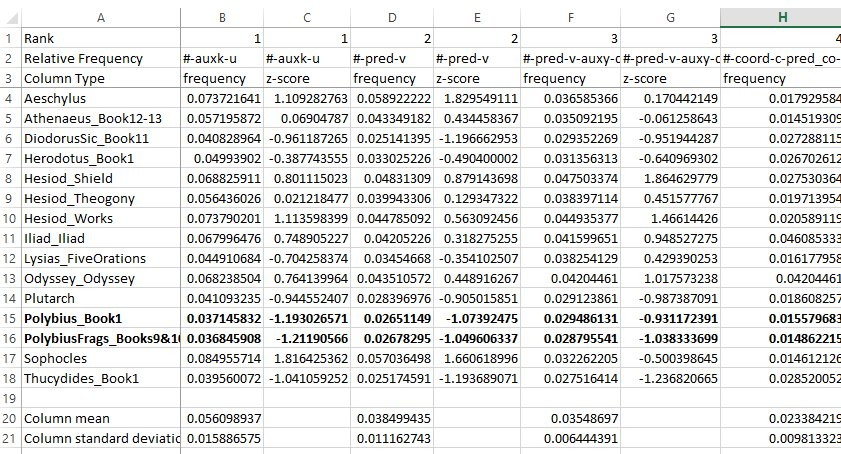 A B C D E F G H
1 Rank 1 1 2 2 3 3 4
2 Relative Frequency #-auxk-u #-auxk-u #-pred-v #-pred-v #-pred-v-auxy-c #-pred-v-auxy-c #-coord-c-pred_co-
3 Column Type frequency z-score frequency z-score frequency z-score frequency
4 Aeschylus 0.073721641 1.109282763 0.058922222 1.829549111 0.036585366 0.170442149 0.017929584
5 Athenaeus_Book12-13 0.057195872 0.06904787 0.043349182 0.434458367 0.035092195 -0.061258643 0.014519309
6 DiodorusSic_Book11 0.040828964 -0.961187265 0.025141395 -1.196662953 0.029352269 -0.951944287 0.027288115
7 Herodotus_Book1 0.04993902 -0.387743555 0.033025226 -0.490400002 0.031356313 -0.640969302 0.026702612
8 Hesiod_Shield 0.068825911 0.801115023 0.04831309 0.879143698 0.047503374 1.864629779 0.027530364
9 Hesiod_Theogony 0.056436026 0.021218477 0.039943306 0.129347322 0.038397114 0.451577767 0.019713954
10 Hesiod_Works 0.073790201 1.113598399 0.044785092 0.563092456 0.044935377 1.46614426 0.020589119
11 Iliad_Iliad 0.067996476 0.748905227 0.04205226 0.318275255 0.041599651 0.948527275 0.046085333
12 Lysias_FiveOrations 0.044910684 -0.704258374 0.03454668 -0.354102507 0.038254129 0.429390253 0.016177958
13 Odyssey_Odyssey 0.068238504 0.764139964 0.043510572 0.448916267 0.04204461 1.017573238 0.04204461
14 Plutarch 0.041093235 -0.944552407 0.028396976 -0.905015851 0.029123861 -0.987387091 0.018608257
15 Polybius_Book1 0.037145832 -1.193026571 0.02651149 -1.07392475 0.029486131 -0.931172391 0.015579683
16 PolybiusFrags_Books9&1 0.036845908 -1.21190566 0.02678295 -1.049606337 0.028795541 -1.038333699 0.014862215
17 Sophocles 0.084955714 1.816425362 0.057036498 1.660618996 0.032262205 -0.500398645 0.014612126
18 Thucydides_Book1 0.039560072 -1.041059252 0.025174591 -1.193689071 0.027516414 -1.236820665 0.028520052
19
20 Column mean 0.056098937 0.038499435 0.03548697 0.023384219
21 Column standard deviatic 0.015886575 0.011162743 0.006444391 0.009813323